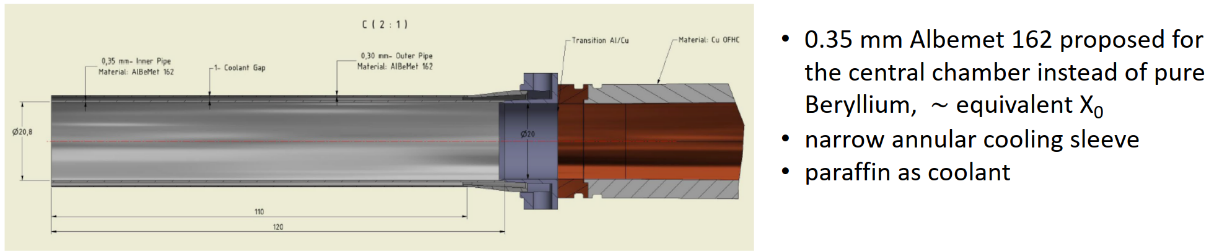 C ( 2 : 1 )
0,35 mm- Inner Pipe
Material: AlBeMet 162
1- Coolant Gap
0,30 mm- Outer Pipe
Material: AlBeMet 162
Transition Al/Cu
Material: Cu OFHC
Ø20,8
Ø20
110
120
• 0.35 mm Albemet 162 proposed for
the central chamber instead of pure
Beryllium, ~ equivalent X₀
• narrow annular cooling sleeve
• paraffin as coolant